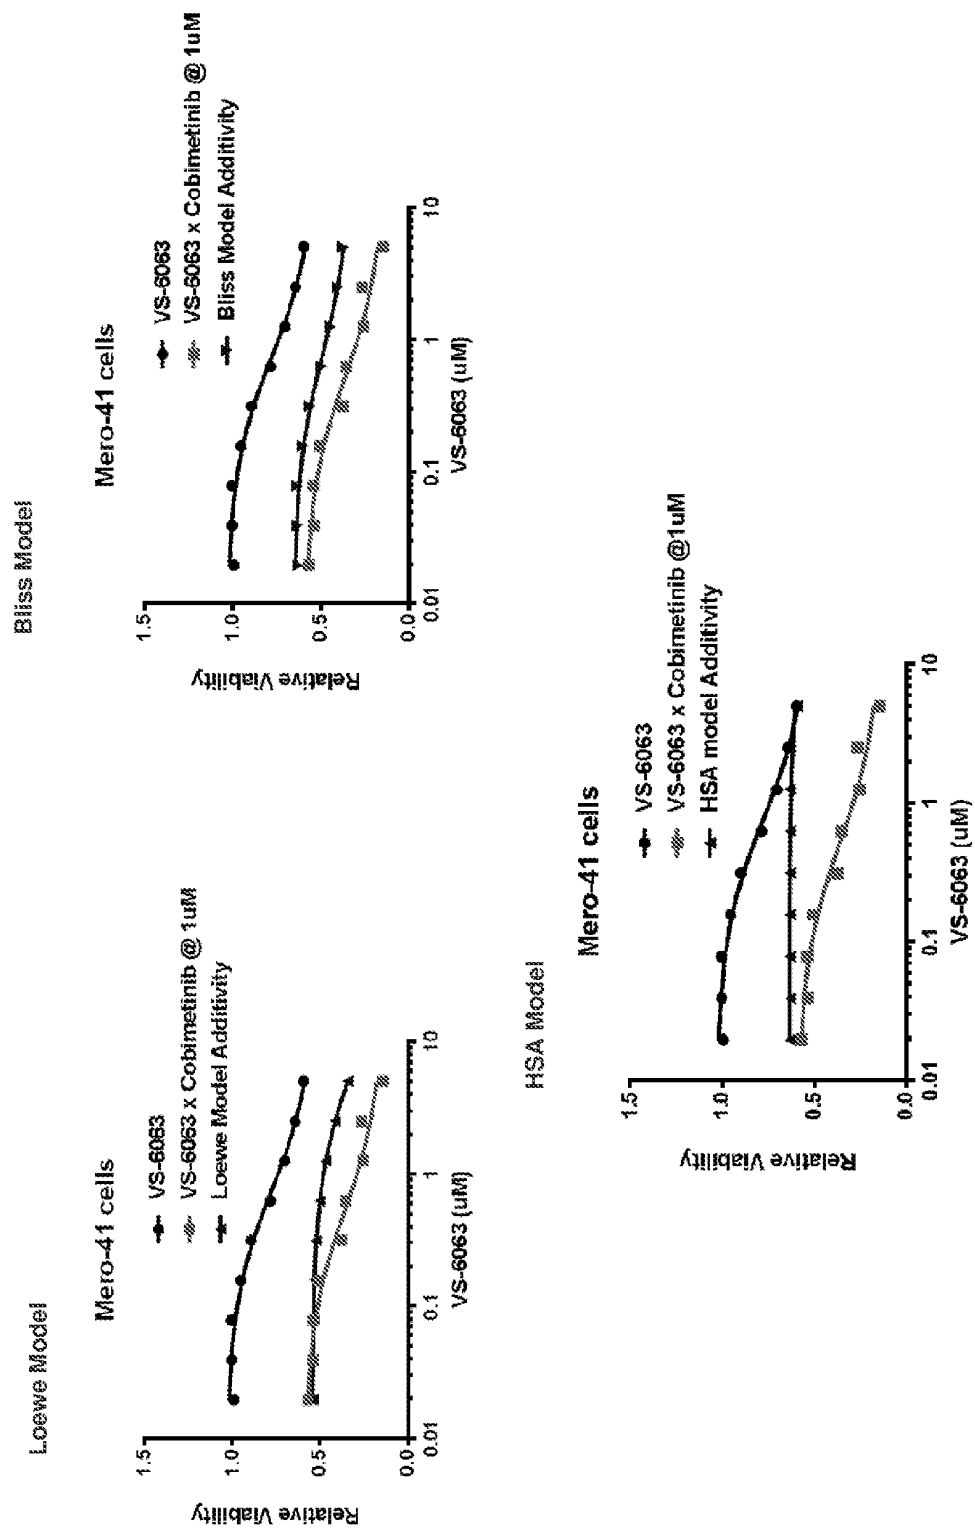 Loewe Model
Mero-41 cells
VS-6063
VS-6063 x Cobimetinib @ 1uM
Loewe Model Additivity
Relative Viability
1.5
1.0
0.5
0.0
0.01
0.1
1
10
VS-6063 (uM)
Bliss Model
Mero-41 cells
VS-6063
VS-6063 x Cobimetinib @ 1uM
Bliss Model Additivity
Relative Viability
1.5
1.0
0.5
0.0
0.01
0.1
1
10
VS-6063 (uM)
HSA Model
Mero-41 cells
VS-6063
VS-6063 x Cobimetinib @1uM
HSA model Additivity
Relative Viability
1.5
1.0
0.5
0.0
0.01
0.1
1
10
VS-6063 (uM)